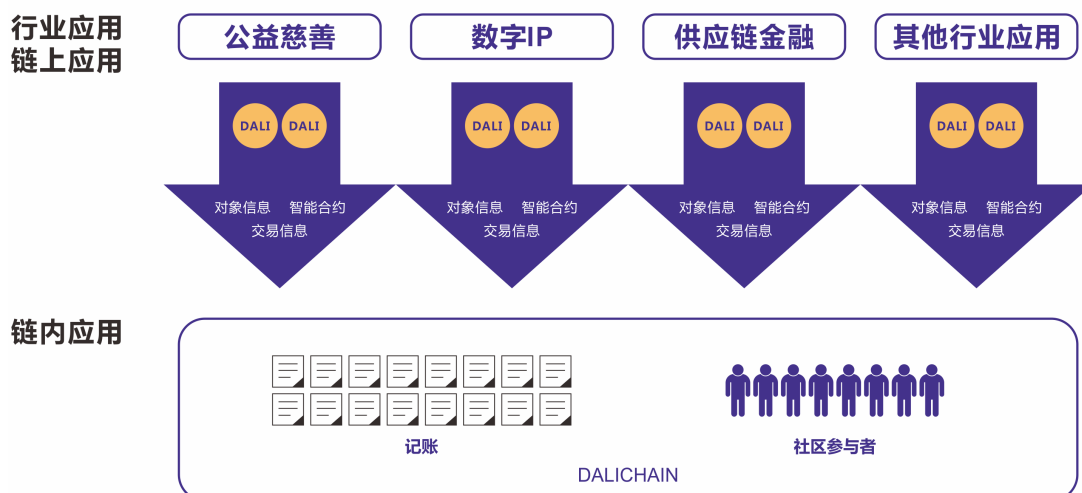 行业应用
链上应用
公益慈善
数字IP
供应链金融
其他行业应用
DALI DALI
DALI DALI
DALI DALI
DALI DALI
对象信息 智能合约
交易信息
对象信息 智能合约
交易信息
对象信息 智能合约
交易信息
对象信息 智能合约
交易信息
链内应用
记账
社区参与者
DALICHAIN